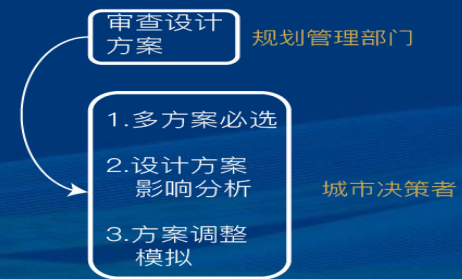 审查设计
方案
规划管理部门
1.多方案必选
2.设计方案
影响分析
城市决策者
3.方案调整
模拟